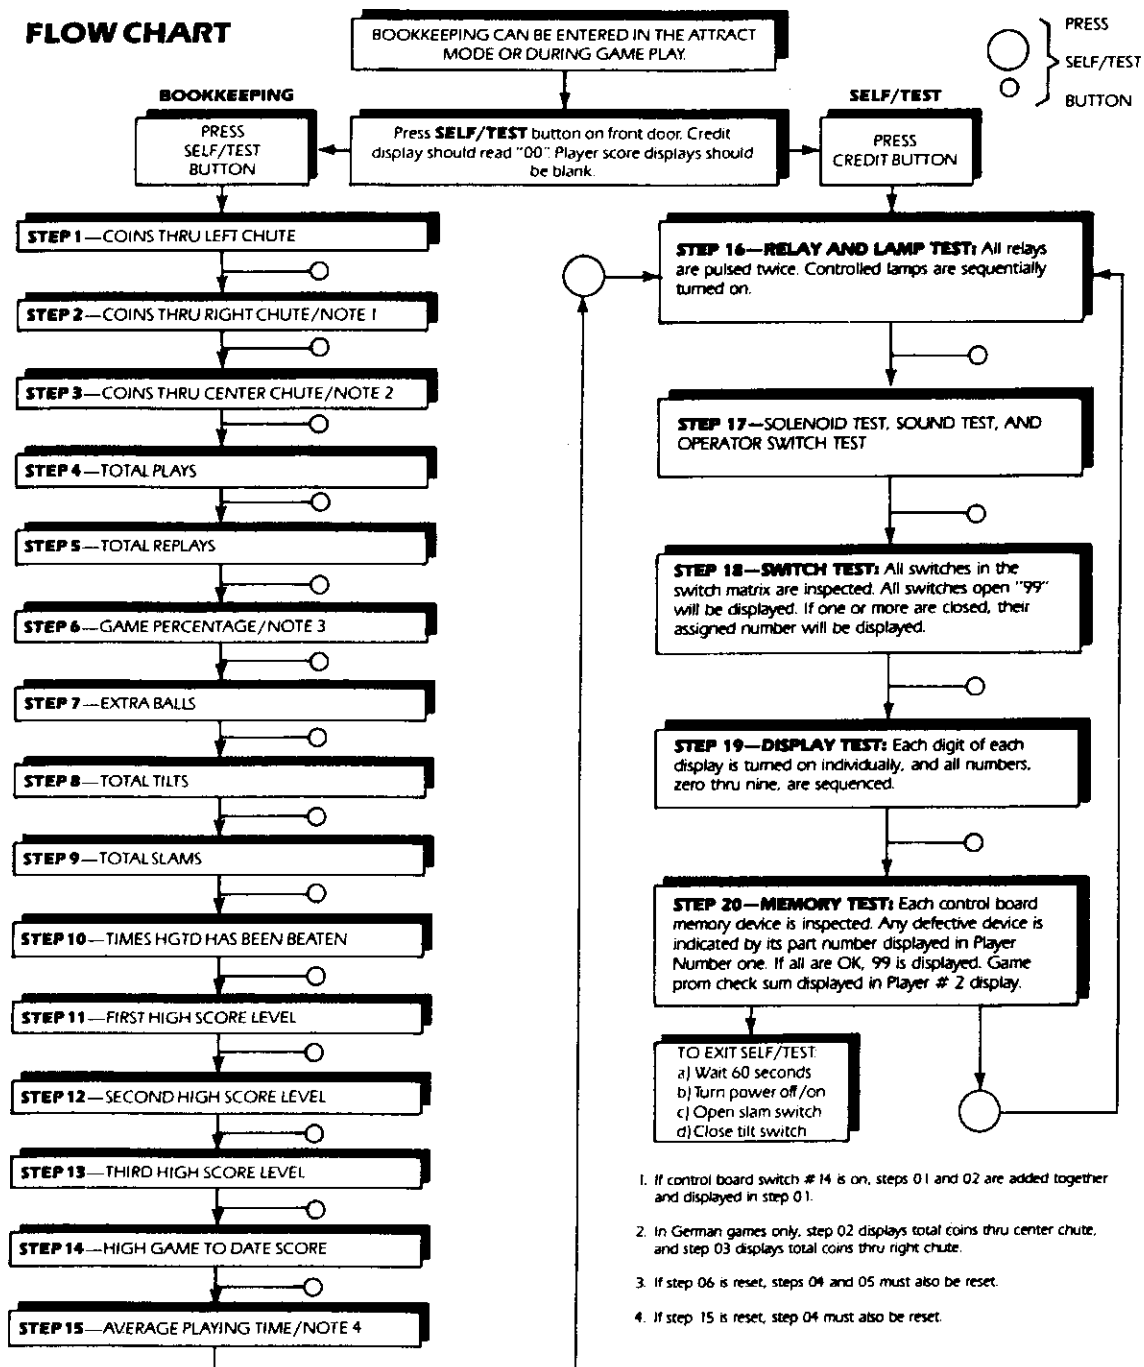 FLOW CHART
BOOKKEEPING CAN BE ENTERED IN THE ATTRACT
MODE OR DURING GAME PLAY.
PRESS
SELF/TEST
BUTTON
BOOKKEEPING
PRESS
SELF/TEST
BUTTON
Press SELF/TEST button on front door. Credit
display should read "00". Player score displays should
be blank.
SELF/TEST
PRESS
CREDIT BUTTON
STEP 1—COINS THRU LEFT CHUTE
STEP 2—COINS THRU RIGHT CHUTE/NOTE 1
STEP 3—COINS THRU CENTER CHUTE/NOTE 2
STEP 4—TOTAL PLAYS
STEP 5—TOTAL REPLAYS
STEP 6—GAME PERCENTAGE/NOTE 3
STEP 7—EXTRA BALLS
STEP 8—TOTAL TILTS
STEP 9—TOTAL SLAMS
STEP 10—TIMES HGTD HAS BEEN BEATEN
STEP 11—FIRST HIGH SCORE LEVEL
STEP 12—SECOND HIGH SCORE LEVEL
STEP 13—THIRD HIGH SCORE LEVEL
STEP 14—HIGH GAME TO DATE SCORE
STEP 15—AVERAGE PLAYING TIME/NOTE 4
STEP 16—RELAY AND LAMP TEST: All relays
are pulsed twice. Controlled lamps are sequentially
turned on.
STEP 17—SOLENOID TEST, SOUND TEST, AND
OPERATOR SWITCH TEST
STEP 18—SWITCH TEST: All switches in the
switch matrix are inspected. All switches open "99"
will be displayed. If one or more are closed, their
assigned number will be displayed.
STEP 19—DISPLAY TEST: Each digit of each
display is turned on individually, and all numbers,
zero thru nine, are sequenced.
STEP 20—MEMORY TEST: Each control board
memory device is inspected. Any defective device is
indicated by its part number displayed in Player
Number one. If all are OK, 99 is displayed. Game
prom check sum displayed in Player # 2 display.
TO EXIT SELF/TEST:
a) Wait 60 seconds
b) Turn power off/on
c) Open slam switch
d) Close tilt switch
1. If control board switch # 14 is on, steps 01 and 02 are added together
and displayed in step 01.
2. In German games only, step 02 displays total coins thru center chute,
and step 03 displays total coins thru right chute.
3. If step 06 is reset, steps 04 and 05 must also be reset.
4. If step 15 is reset, step 04 must also be reset.